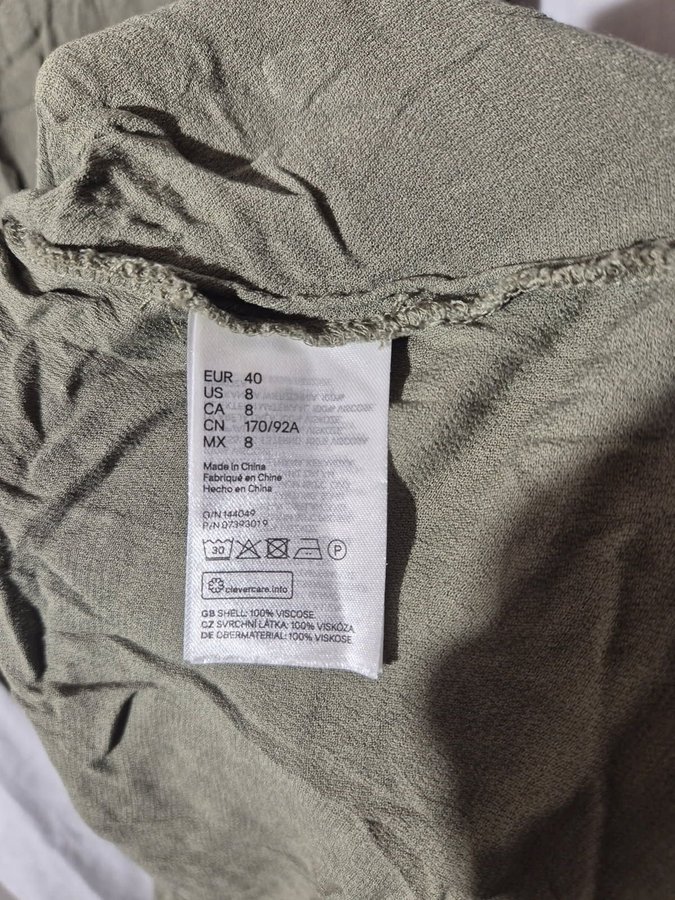 EUR 40
US 8
CA 8
CN 170/92A
MX 8
Made in China
Fabriqué en Chine
Hecho en China
O/N 144049
P/N 07393019
30
P
clevercare.info
GB SHELL: 100% VISCOSE
CZ SVRCHNÍ LÁTKA: 100% VISKÓZA
DE OBERMATERIAL: 100% VISKOSE